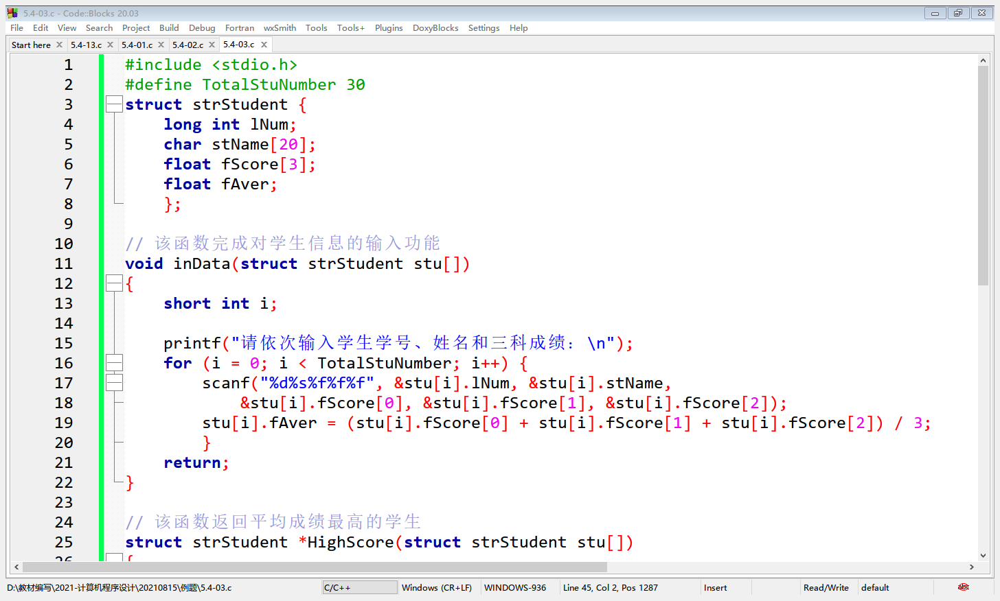 5.4-03.c - Code::Blocks 20.03
File Edit View Search Project Build Debug Fortran wxSmith Tools Tools+ Plugins DoxyBlocks Settings Help
Start here 5.4-13.c 5.4-01.c 5.4-02.c 5.4-03.c
1 #include <stdio.h>
2 #define TotalStuNumber 30
3 struct strStudent {
4 long int lNum;
5 char stName[20];
6 float fScore[3];
7 float fAver;
8 };
9
10 // 该函数完成对学生信息的输入功能
11 void inData(struct strStudent stu[])
12 {
13 short int i;
14
15 printf("请依次输入学生学号、姓名和三科成绩：\n");
16 for (i = 0; i < TotalStuNumber; i++) {
17 scanf("%d%s%f%f%f", &stu[i].lNum, &stu[i].stName,
18 &stu[i].fScore[0], &stu[i].fScore[1], &stu[i].fScore[2]);
19 stu[i].fAver = (stu[i].fScore[0] + stu[i].fScore[1] + stu[i].fScore[2]) / 3;
20 }
21 return;
22 }
23
24 // 该函数返回平均成绩最高的学生
25 struct strStudent *HighScore(struct strStudent stu[])
26 {
D:\教材编写\2021-计算机程序设计\20210815\例题\5.4-03.c C/C++ Windows (CR+LF) WINDOWS-936 Line 45, Col 2, Pos 1287 Insert Read/Write default abc